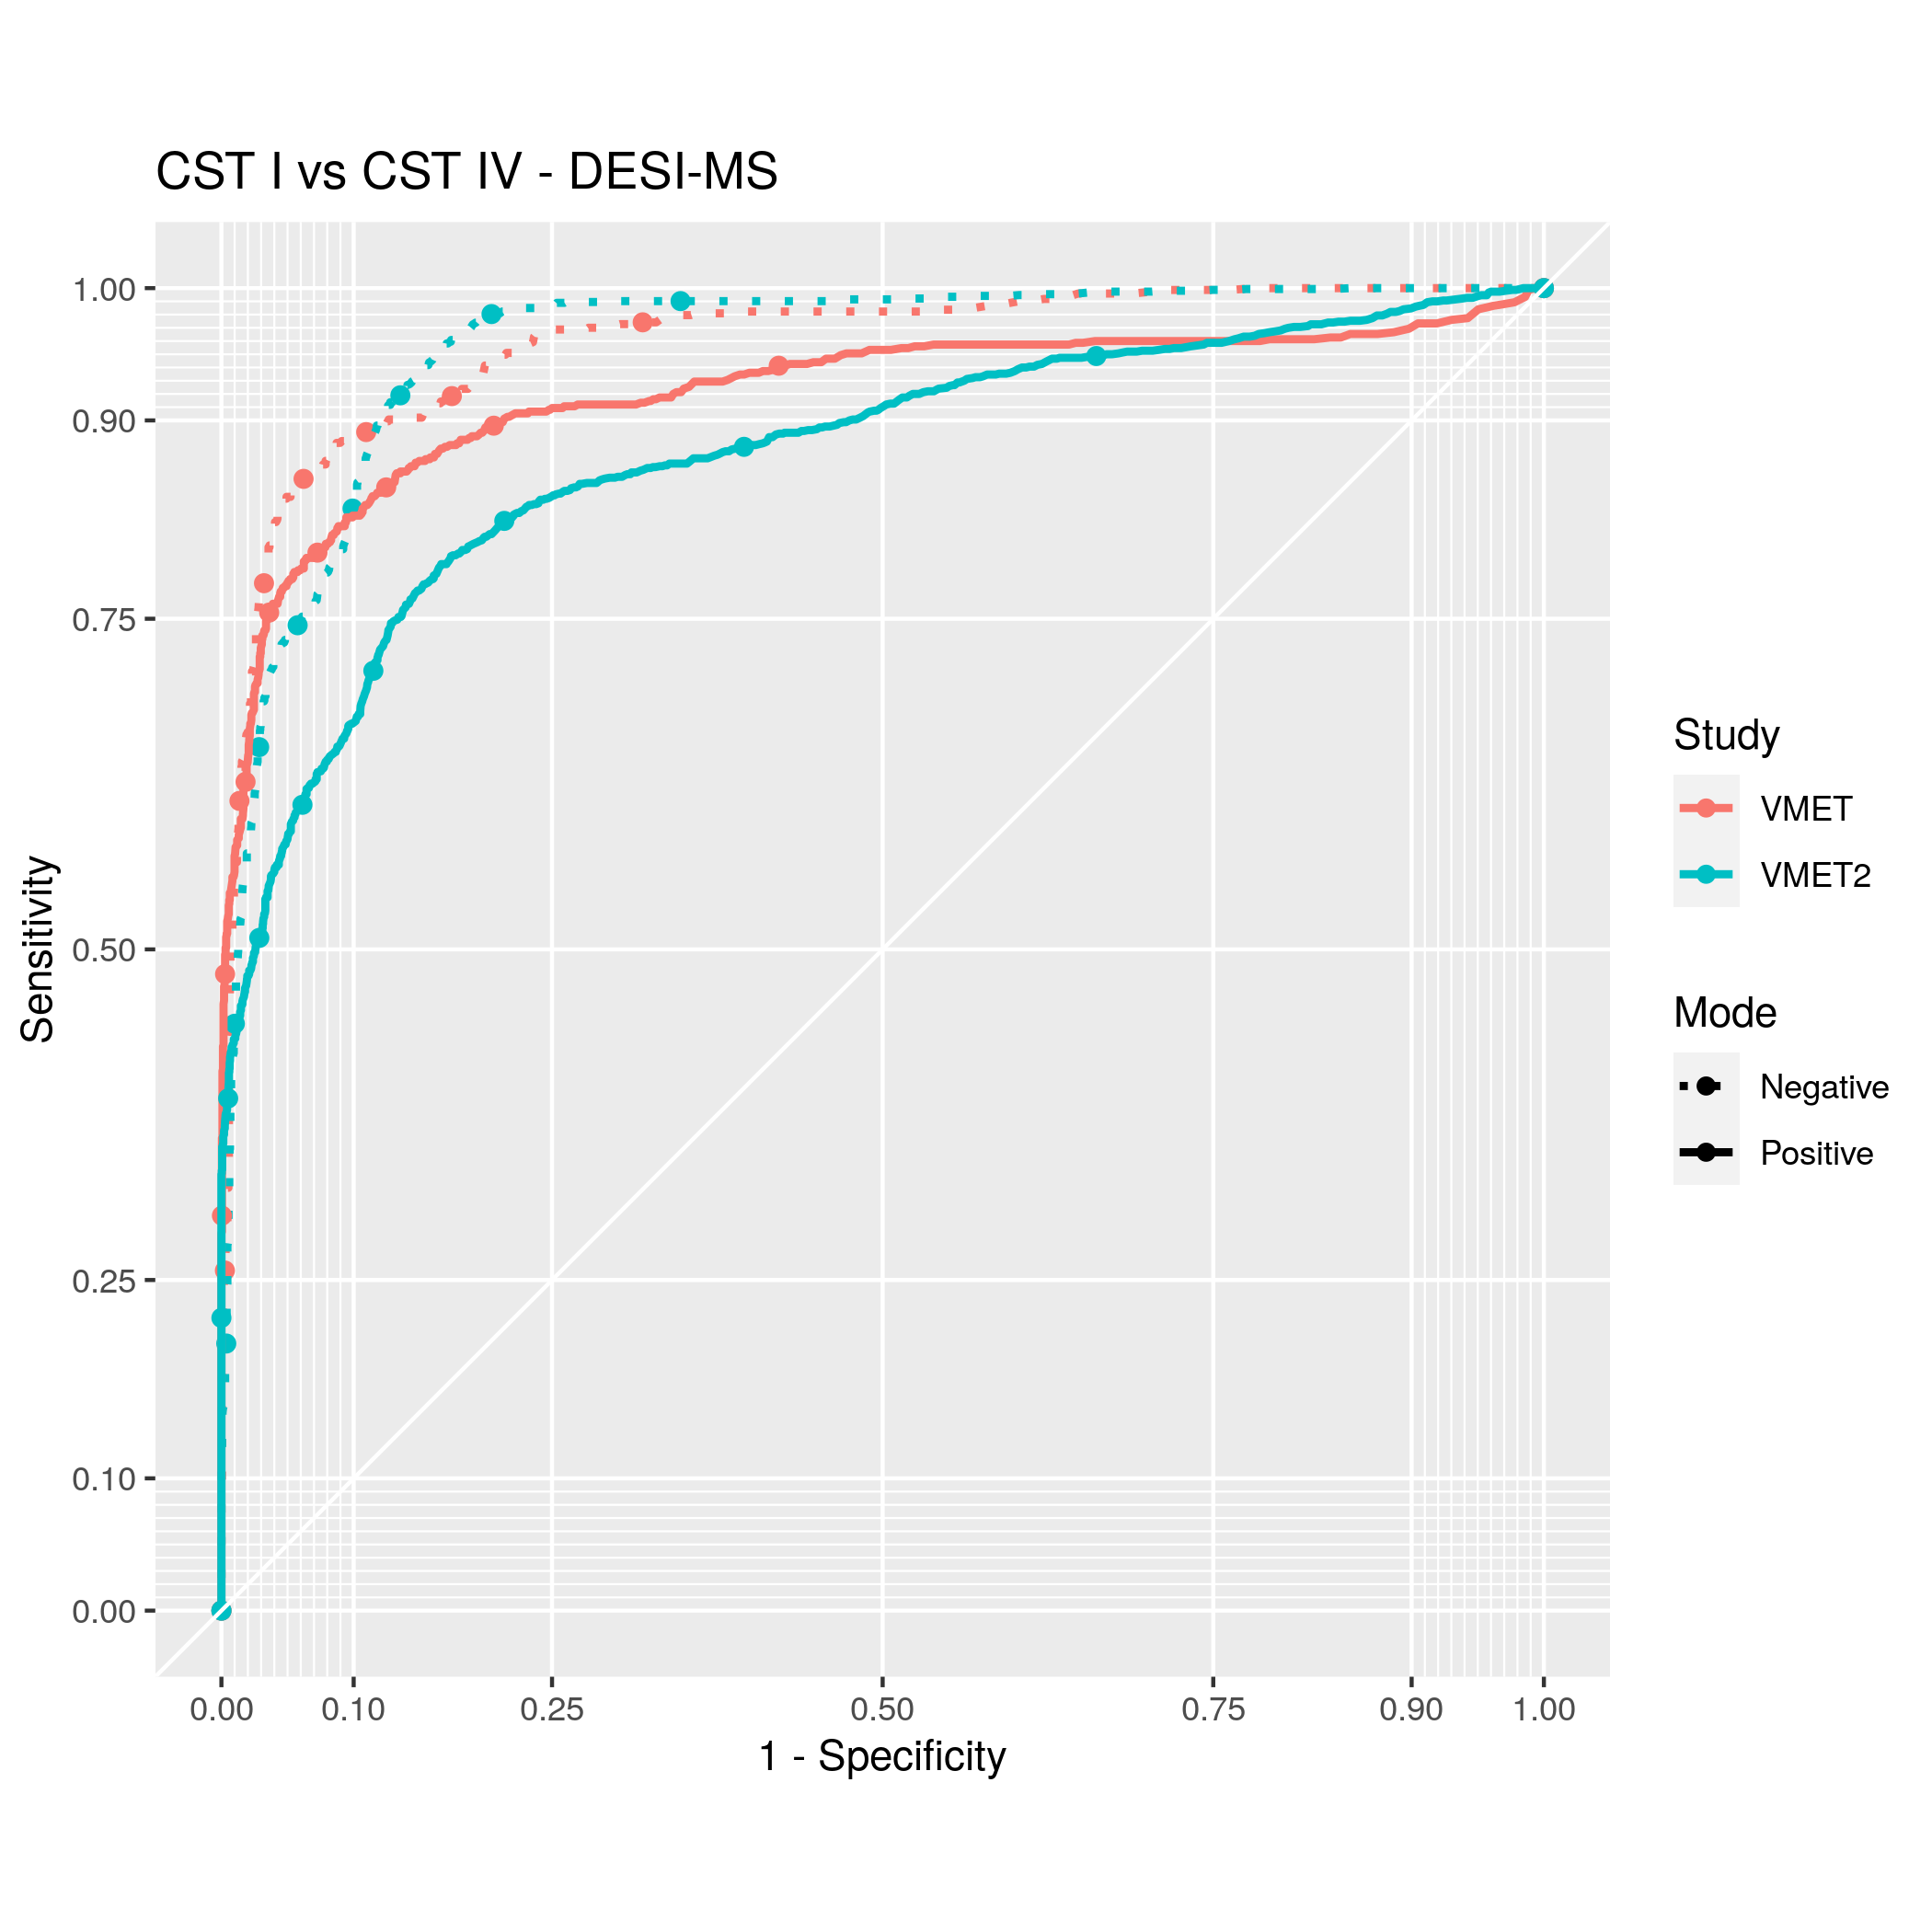 CST I vs CST IV - DESI-MS
1.00
0.90
0.75
0.50
0.25
0.10
0.00
Sensitivity
0.00 0.10 0.25 0.50 0.75 0.90 1.00
1 - Specificity
Study
VMET
VMET2
Mode
Negative
Positive